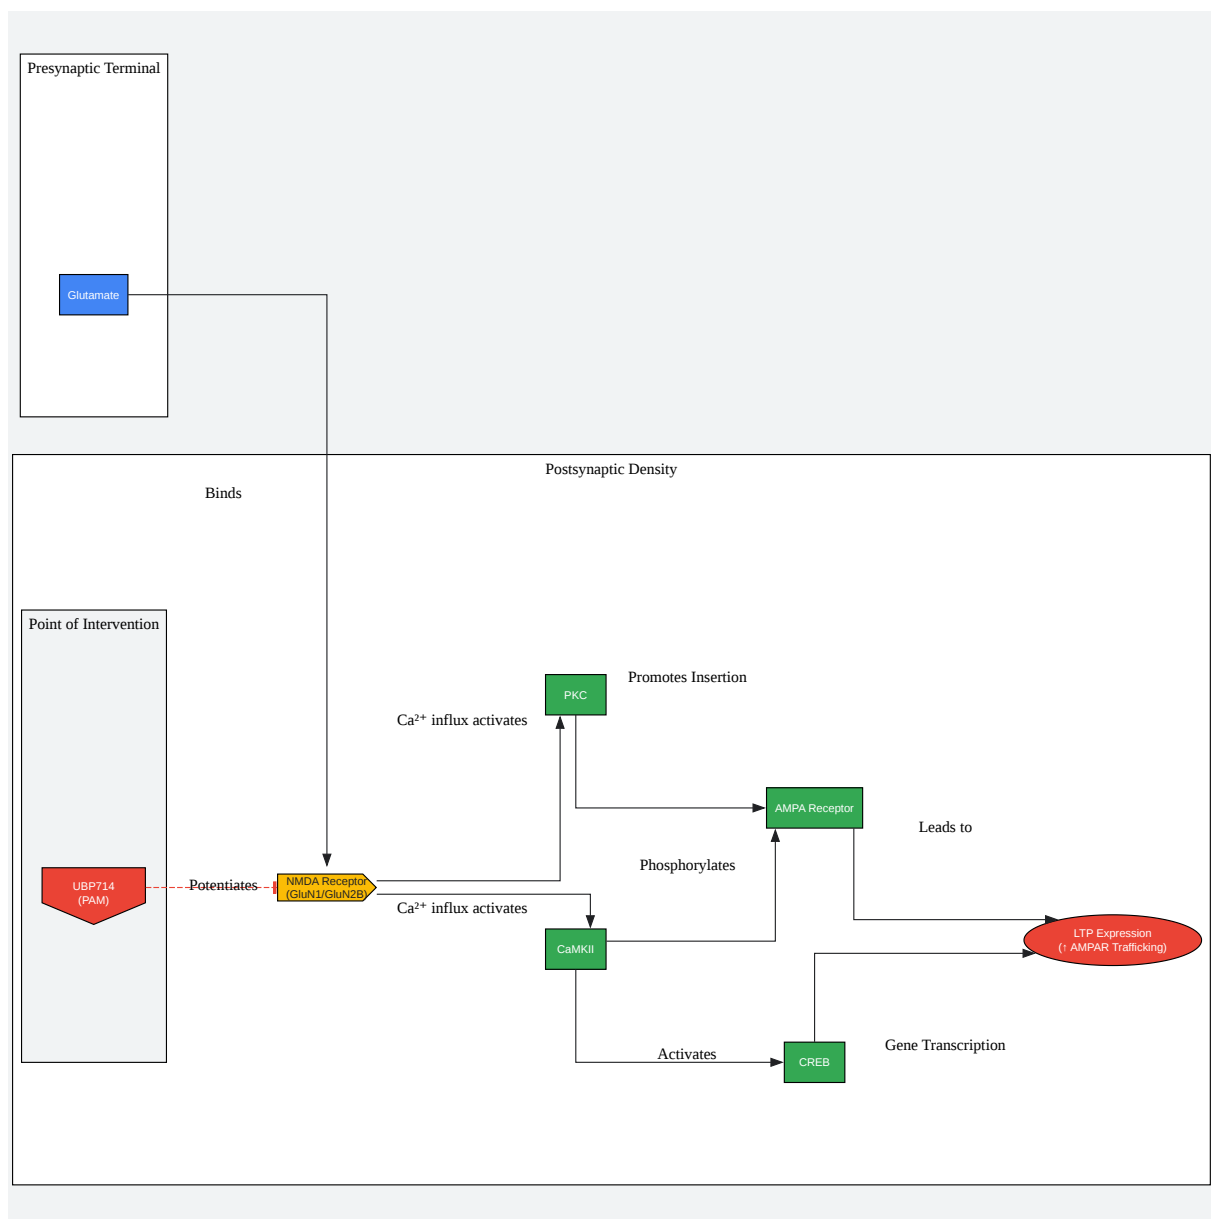 Presynaptic Terminal
Glutamate
Postsynaptic Density
Binds
Point of Intervention
PKC
Promotes Insertion
Ca²⁺ influx activates
AMPA Receptor
Leads to
Phosphorylates
UBP714
(PAM)
Potentiates
NMDA Receptor
(GluN1/GluN2B)
Ca²⁺ influx activates
CaMKII
LTP Expression
(↑ AMPAR Trafficking)
Gene Transcription
Activates
CREB